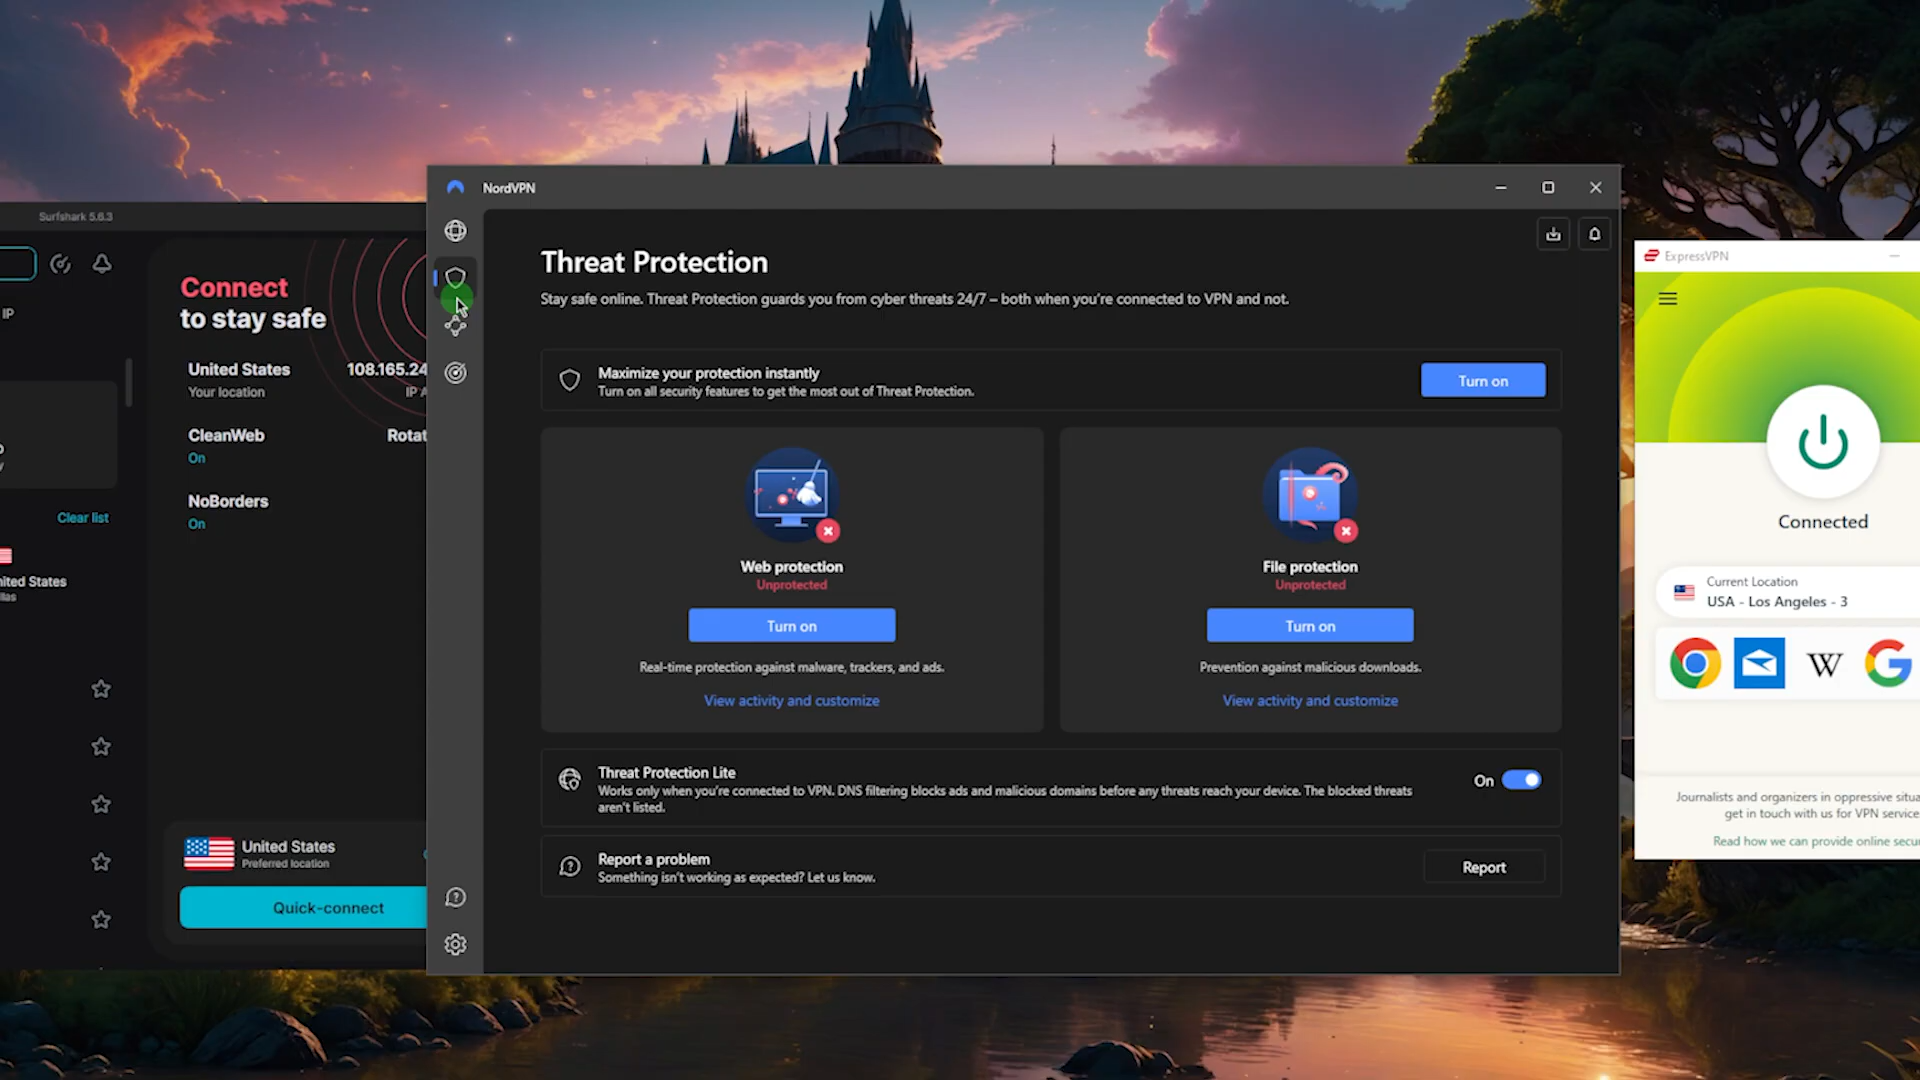 Surfshark 5.6.3
IP
Clear list
Connect
to stay safe
United States
Your location
108.165.24
IP A
CleanWeb
On
Rotat
NoBorders
On
United States
Preferred location
Quick-connect
NordVPN
Threat Protection
Stay safe online. Threat Protection guards you from cyber threats 24/7 – both when you're connected to VPN and not.
Maximize your protection instantly
Turn on all security features to get the most out of Threat Protection.
Turn on
Web protection
Unprotected
Turn on
Real-time protection against malware, trackers, and ads.
View activity and customize
File protection
Unprotected
Turn on
Prevention against malicious downloads.
View activity and customize
Threat Protection Lite
Works only when you're connected to VPN. DNS filtering blocks ads and malicious domains before any threats reach your device. The blocked threats
aren't listed.
On
Report a problem
Something isn't working as expected? Let us know.
Report
ExpressVPN
Connected
Current Location
USA - Los Angeles - 3
W
G
Journalists and organizers in oppressive situa
get in touch with us for VPN service
Read how we can provide online secur